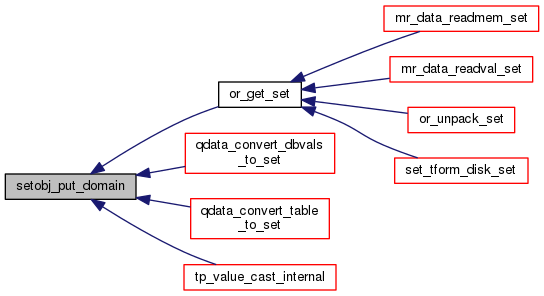 mr_data_readmem_set
mr_data_readval_set
or_get_set
or_unpack_set
qdata_convert_dbvals
_to_set
set_tform_disk_set
setobj_put_domain
qdata_convert_table
_to_set
tp_value_cast_internal